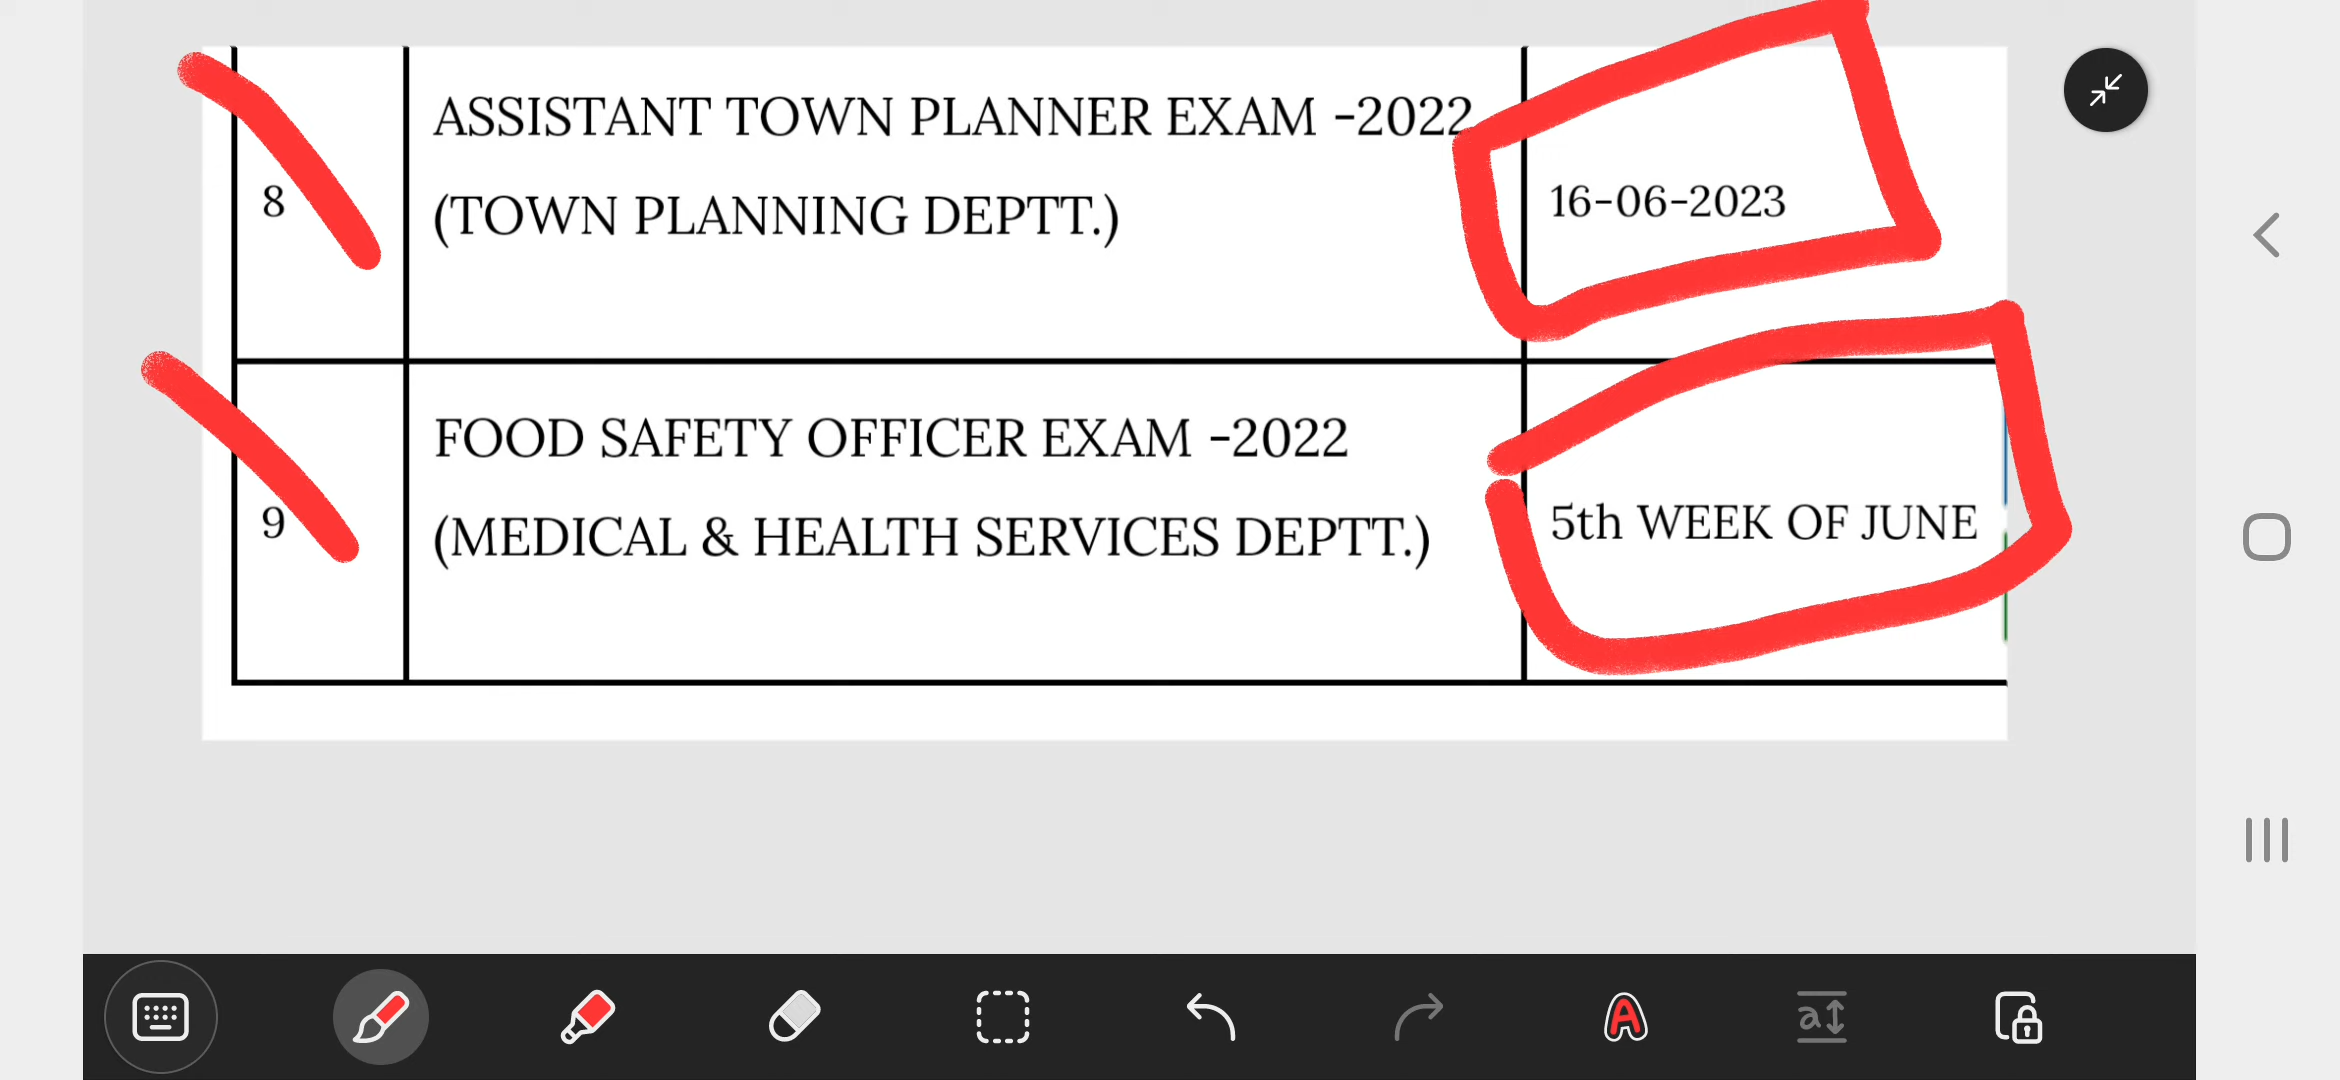 ASSISTANT TOWN PLANNER EXAM -2022
8
(TOWN PLANNING DEPTT.)
16-06-2023
FOOD SAFETY OFFICER EXAM -2022
9
(MEDICAL & HEALTH SERVICES DEPTT.)
5th WEEK OF JUNE
A
a